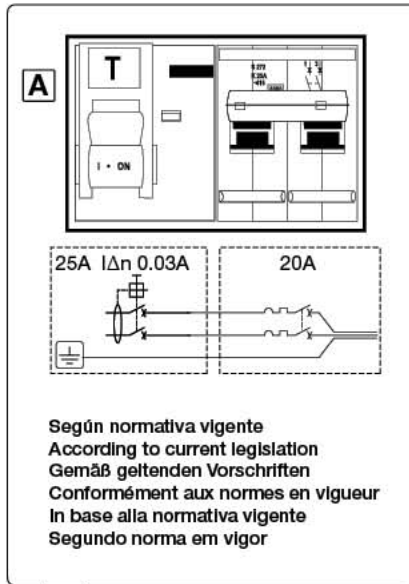 A
T
I • ON
25A IΔn 0.03A
20A
Según normativa vigente
According to current legislation
Gemäß geltenden Vorschriften
Conformément aux normes en vigueur
In base alla normativa vigente
Segundo norma em vigor